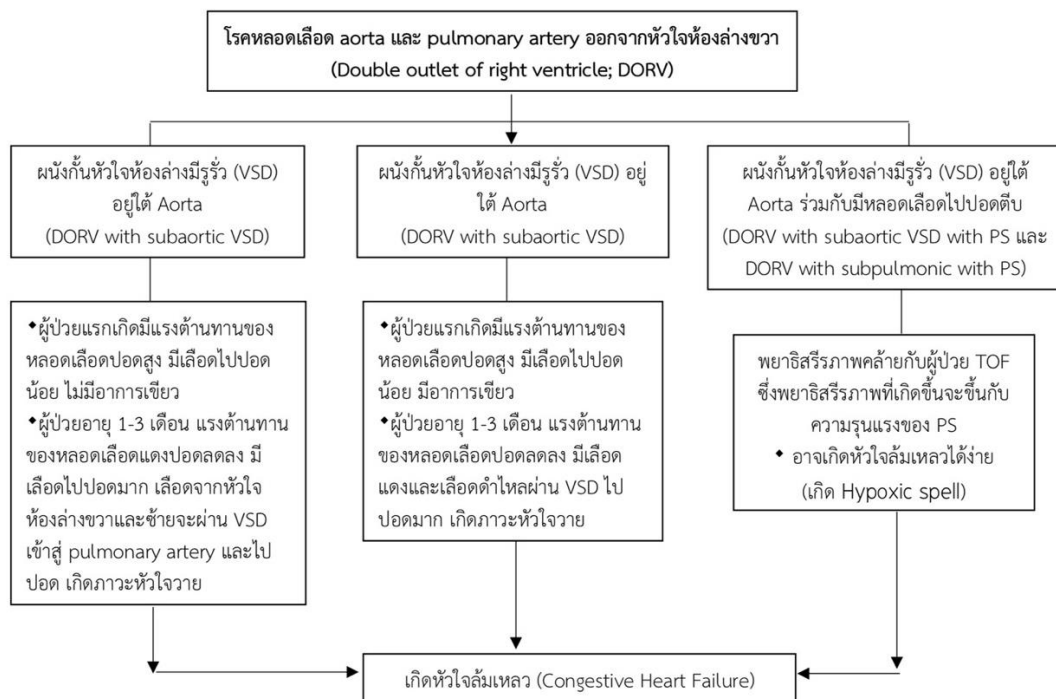 โรคหลอดเลือด aorta และ pulmonary artery ออกจากหัวใจห้องล่างขวา
(Double outlet of right ventricle; DORV)
ผนังกั้นหัวใจห้องล่างมีรูรั่ว (VSD)
อยู่ใต้ Aorta
(DORV with subaortic VSD)
ผนังกั้นหัวใจห้องล่างมีรูรั่ว (VSD) อยู่
ใต้ Aorta
(DORV with subaortic VSD)
ผนังกั้นหัวใจห้องล่างมีรูรั่ว (VSD) อยู่ใต้
Aorta ร่วมกับมีหลอดเลือดไปปอดตีบ
(DORV with subaortic VSD with PS และ
DORV with subpulmonic with PS)
◆ผู้ป่วยแรกเกิดมีแรงต้านทานของ
หลอดเลือดปอดสูง มีเลือดไปปอด
น้อย ไม่มีอาการเขียว
◆ผู้ป่วยอายุ 1-3 เดือน แรงต้านทาน
ของหลอดเลือดแดงปอดลดลง มี
เลือดไปปอดมาก เลือดจากหัวใจ
ห้องล่างขวาและซ้ายจะผ่าน VSD
เข้าสู่ pulmonary artery และไป
ปอด เกิดภาวะหัวใจวาย
◆ผู้ป่วยแรกเกิดมีแรงต้านทานของ
หลอดเลือดปอดสูง มีเลือดไปปอด
น้อย มีอาการเขียว
◆ผู้ป่วยอายุ 1-3 เดือน แรงต้านทาน
ของหลอดเลือดปอดลดลง มีเลือด
แดงและเลือดดำไหลผ่าน VSD ไป
ปอดมาก เกิดภาวะหัวใจวาย
พยาธิสรีรภาพคล้ายกับผู้ป่วย TOF
ซึ่งพยาธิสรีรภาพที่เกิดขึ้นจะขึ้นกับ
ความรุนแรงของ PS
◆ อาจเกิดหัวใจล้มเหลวได้ง่าย
(เกิด Hypoxic spell)
เกิดหัวใจล้มเหลว (Congestive Heart Failure)